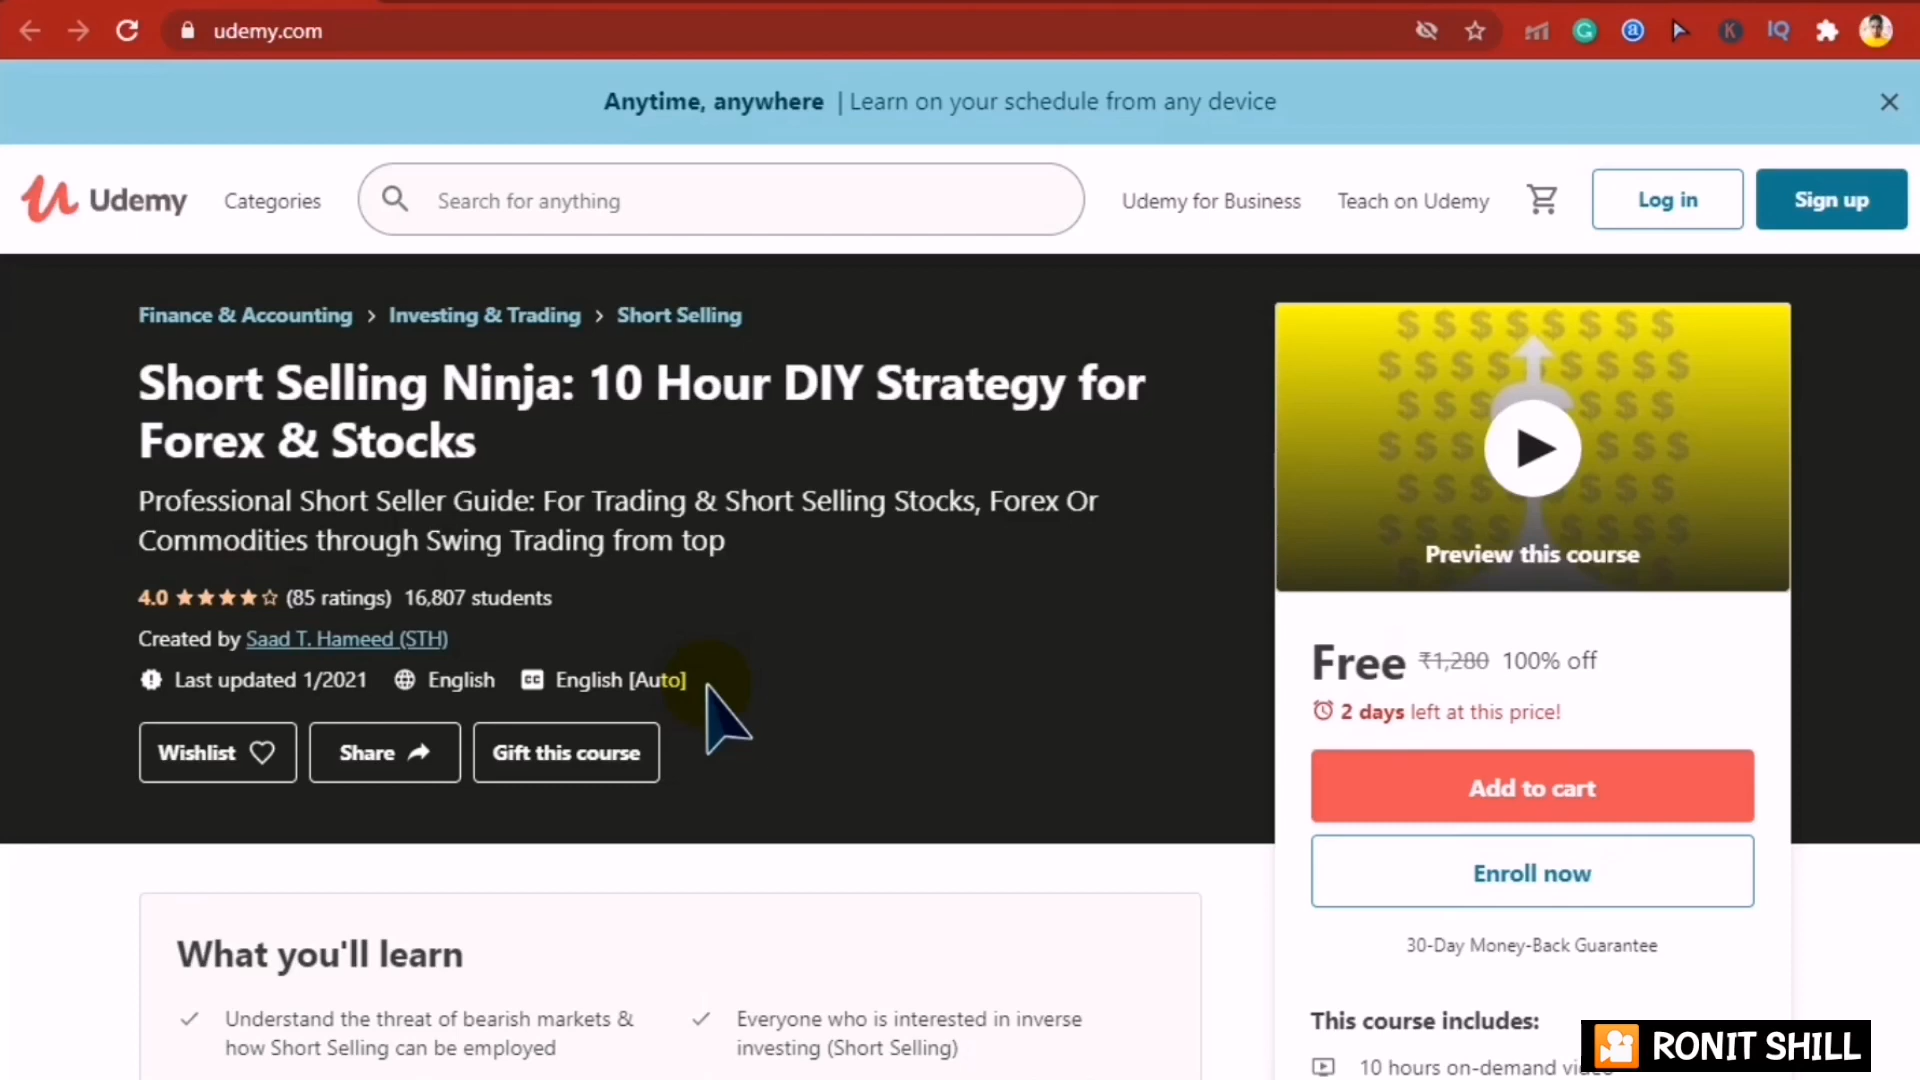 udemy.com
Anytime, anywhere | Learn on your schedule from any device
Udemy
Categories
Search for anything
Udemy for Business
Teach on Udemy
Log in
Sign up
Finance & Accounting > Investing & Trading > Short Selling
Short Selling Ninja: 10 Hour DIY Strategy for
Forex & Stocks
Professional Short Seller Guide: For Trading & Short Selling Stocks, Forex Or
Commodities through Swing Trading from top
4.0 (85 ratings) 16,807 students
Created by Saad T. Hameed (STH)
Last updated 1/2021 English CC English [Auto]
Wishlist
Share
Gift this course
Preview this course
Free ₹1,280 100% off
2 days left at this price!
Add to cart
Enroll now
30-Day Money-Back Guarantee
This course includes:
10 hours on-demand
What you'll learn
Understand the threat of bearish markets &
how Short Selling can be employed
Everyone who is interested in inverse
investing (Short Selling)
RONIT SHILL